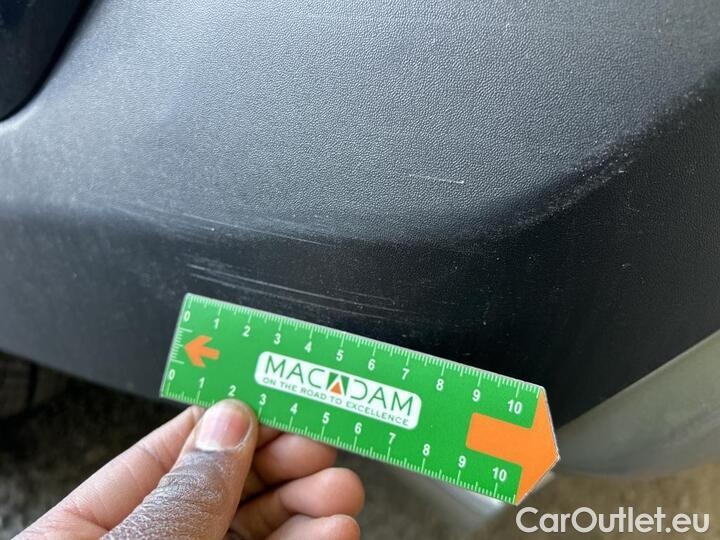 0 1 2 3 4 5 6 7 8 9 10
MACADAM
ON THE ROAD TO EXCELLENCE
0 1 2 3 4 5 6 7 8 9 10
CarOutlet.eu